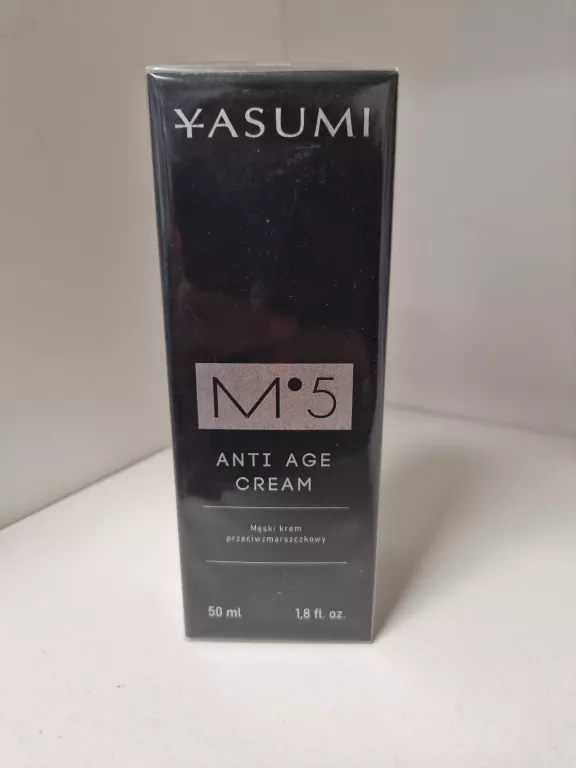 YASUMI
M•5
ANTI AGE
CREAM
Męski krem
przeciwzmarszczkowy
50 ml 1,8 fl. oz.